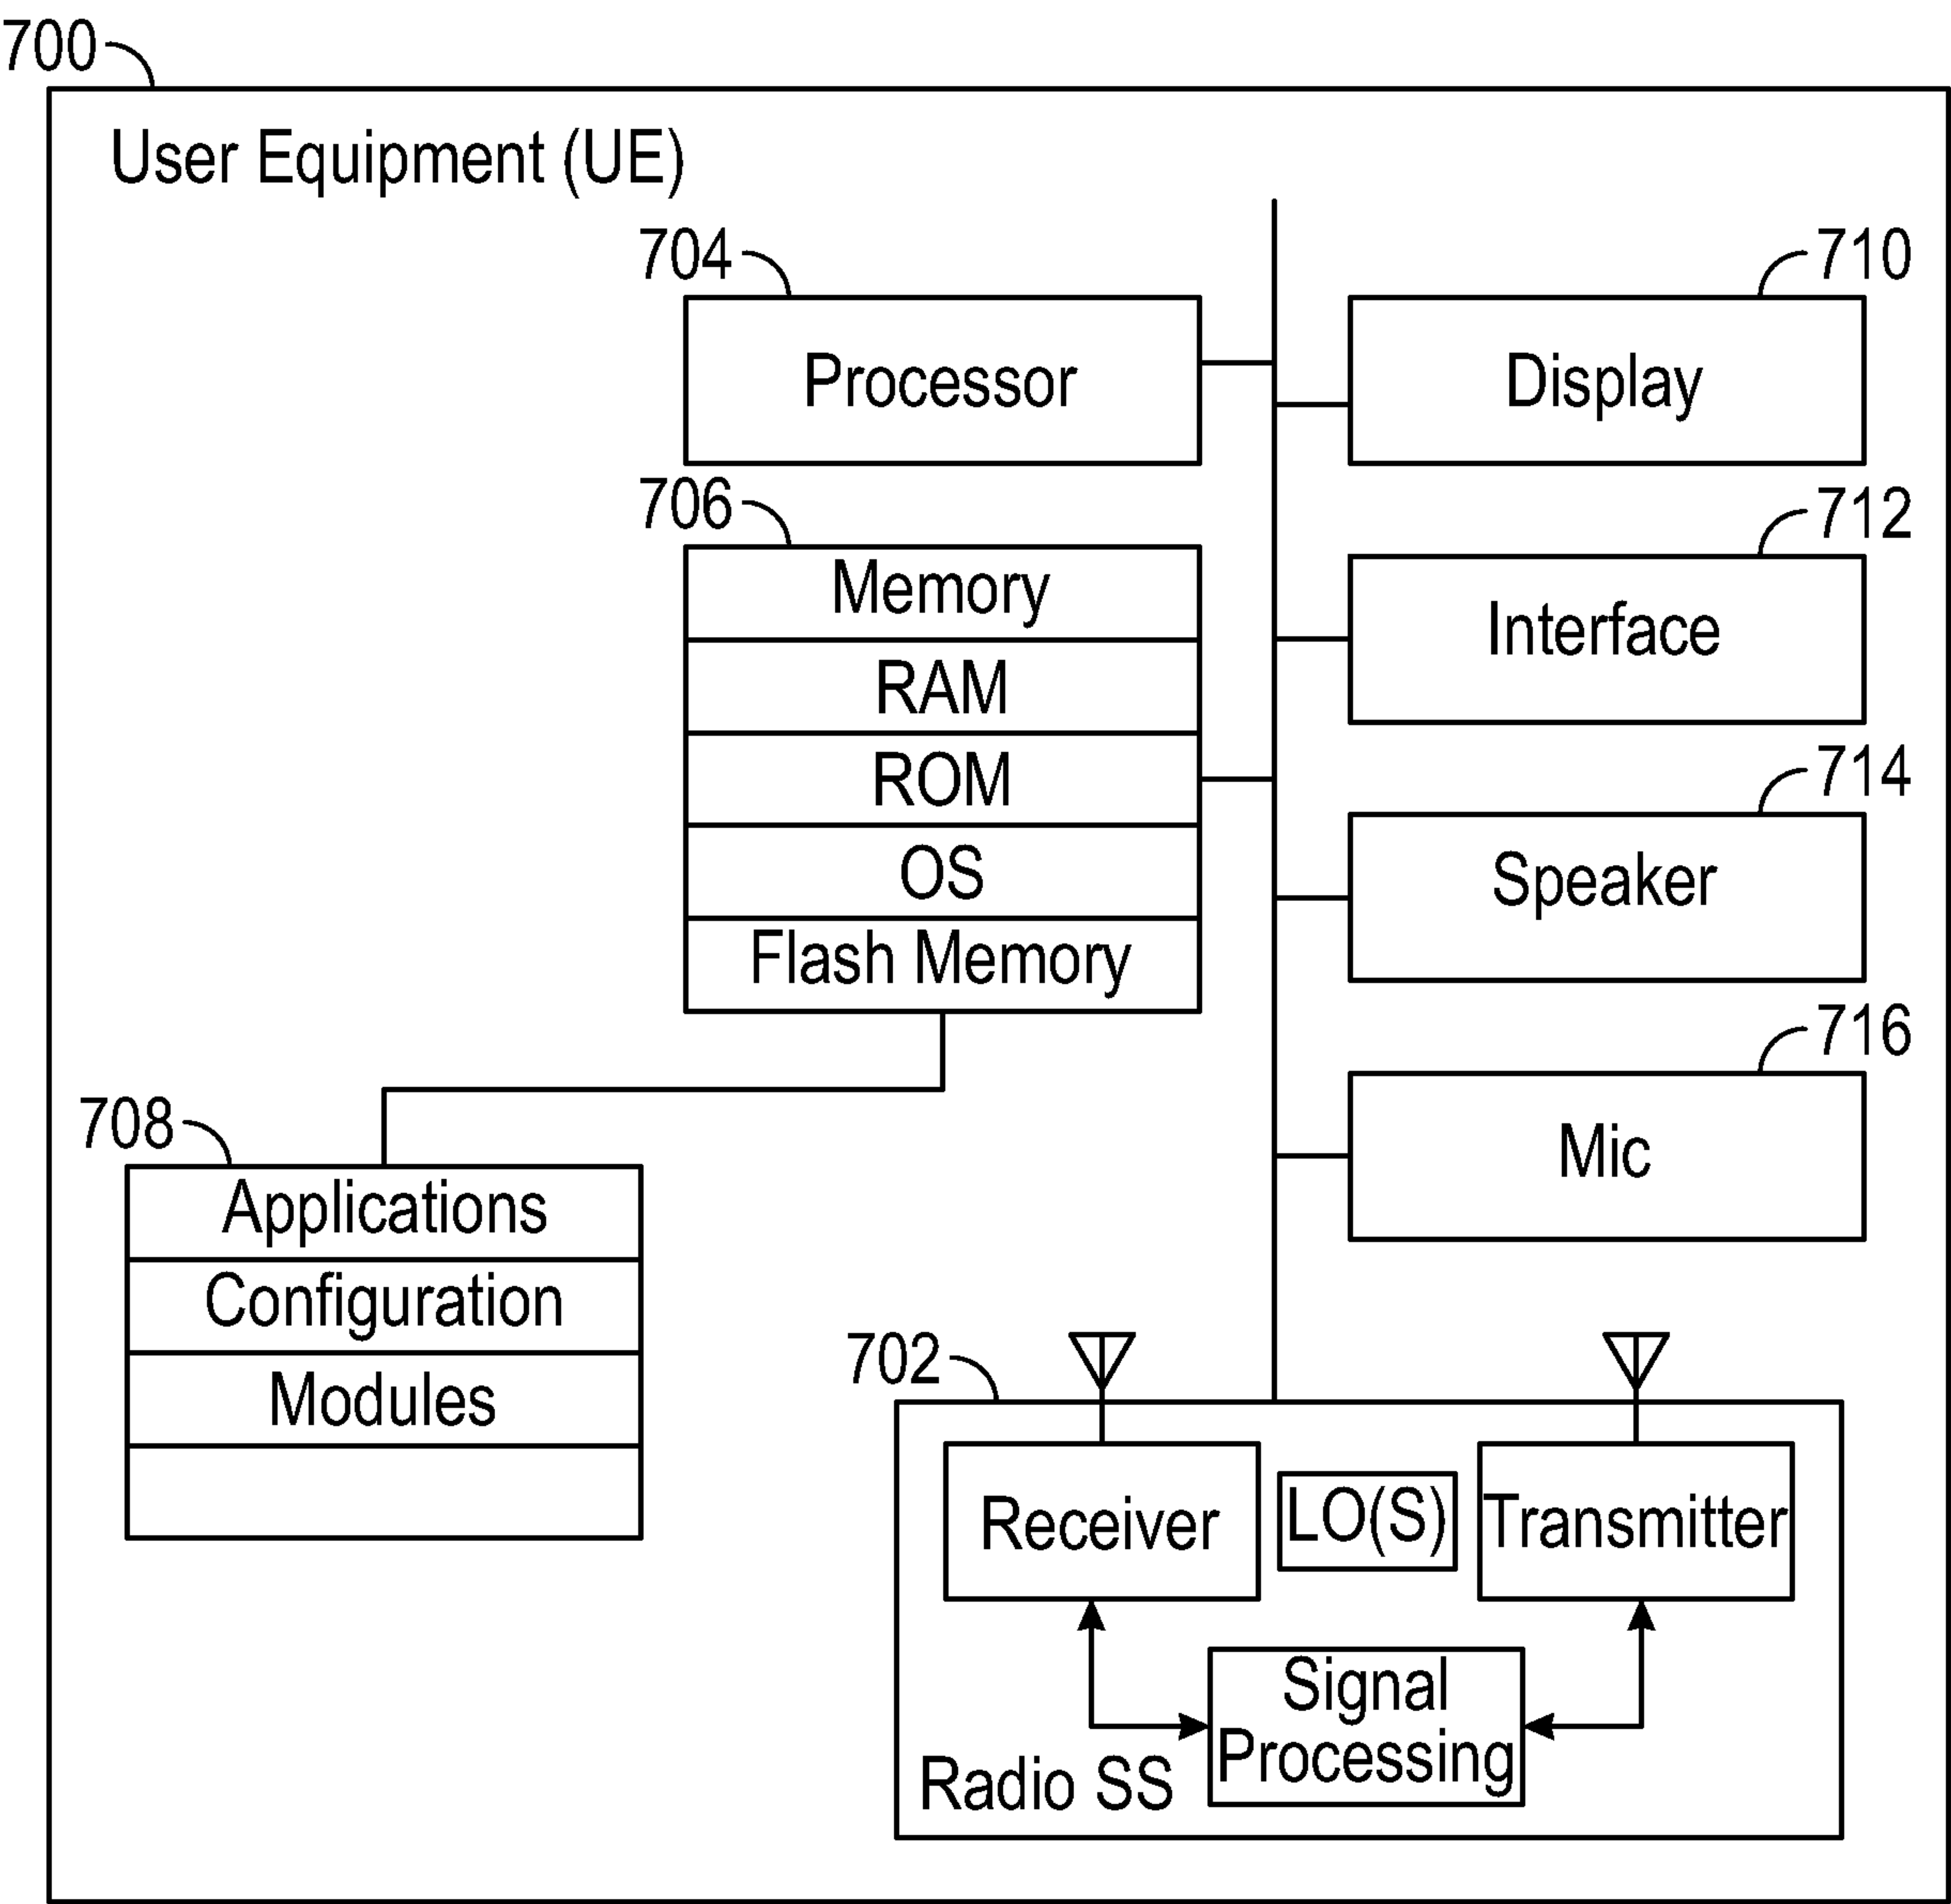 700
User Equipment (UE)
704
Processor
710
Display
706
Memory
RAM
ROM
OS
Flash Memory
712
Interface
714
Speaker
716
Mic
708
Applications
Configuration
Modules
702
Receiver
LO(S)
Transmitter
Signal
Processing
Radio SS